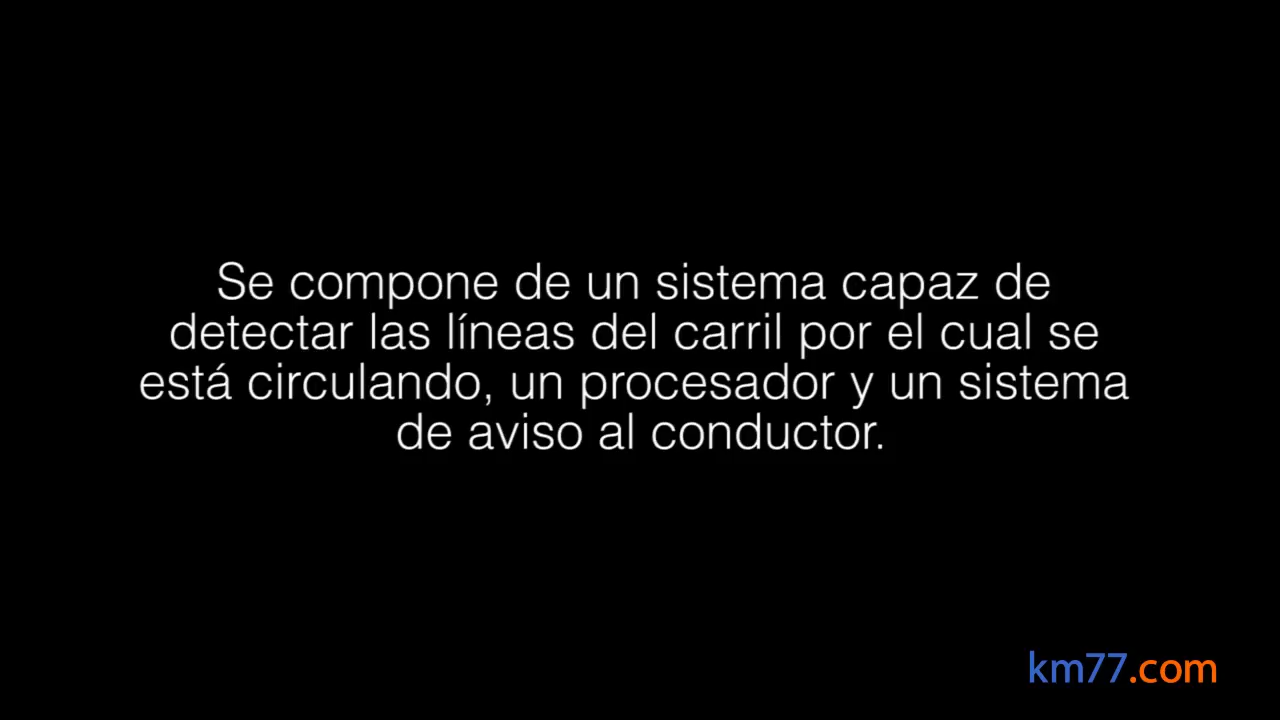 Se compone de un sistema capaz de
detectar las líneas del carril por el cual se
está circulando, un procesador y un sistema
de aviso al conductor.
km77.com